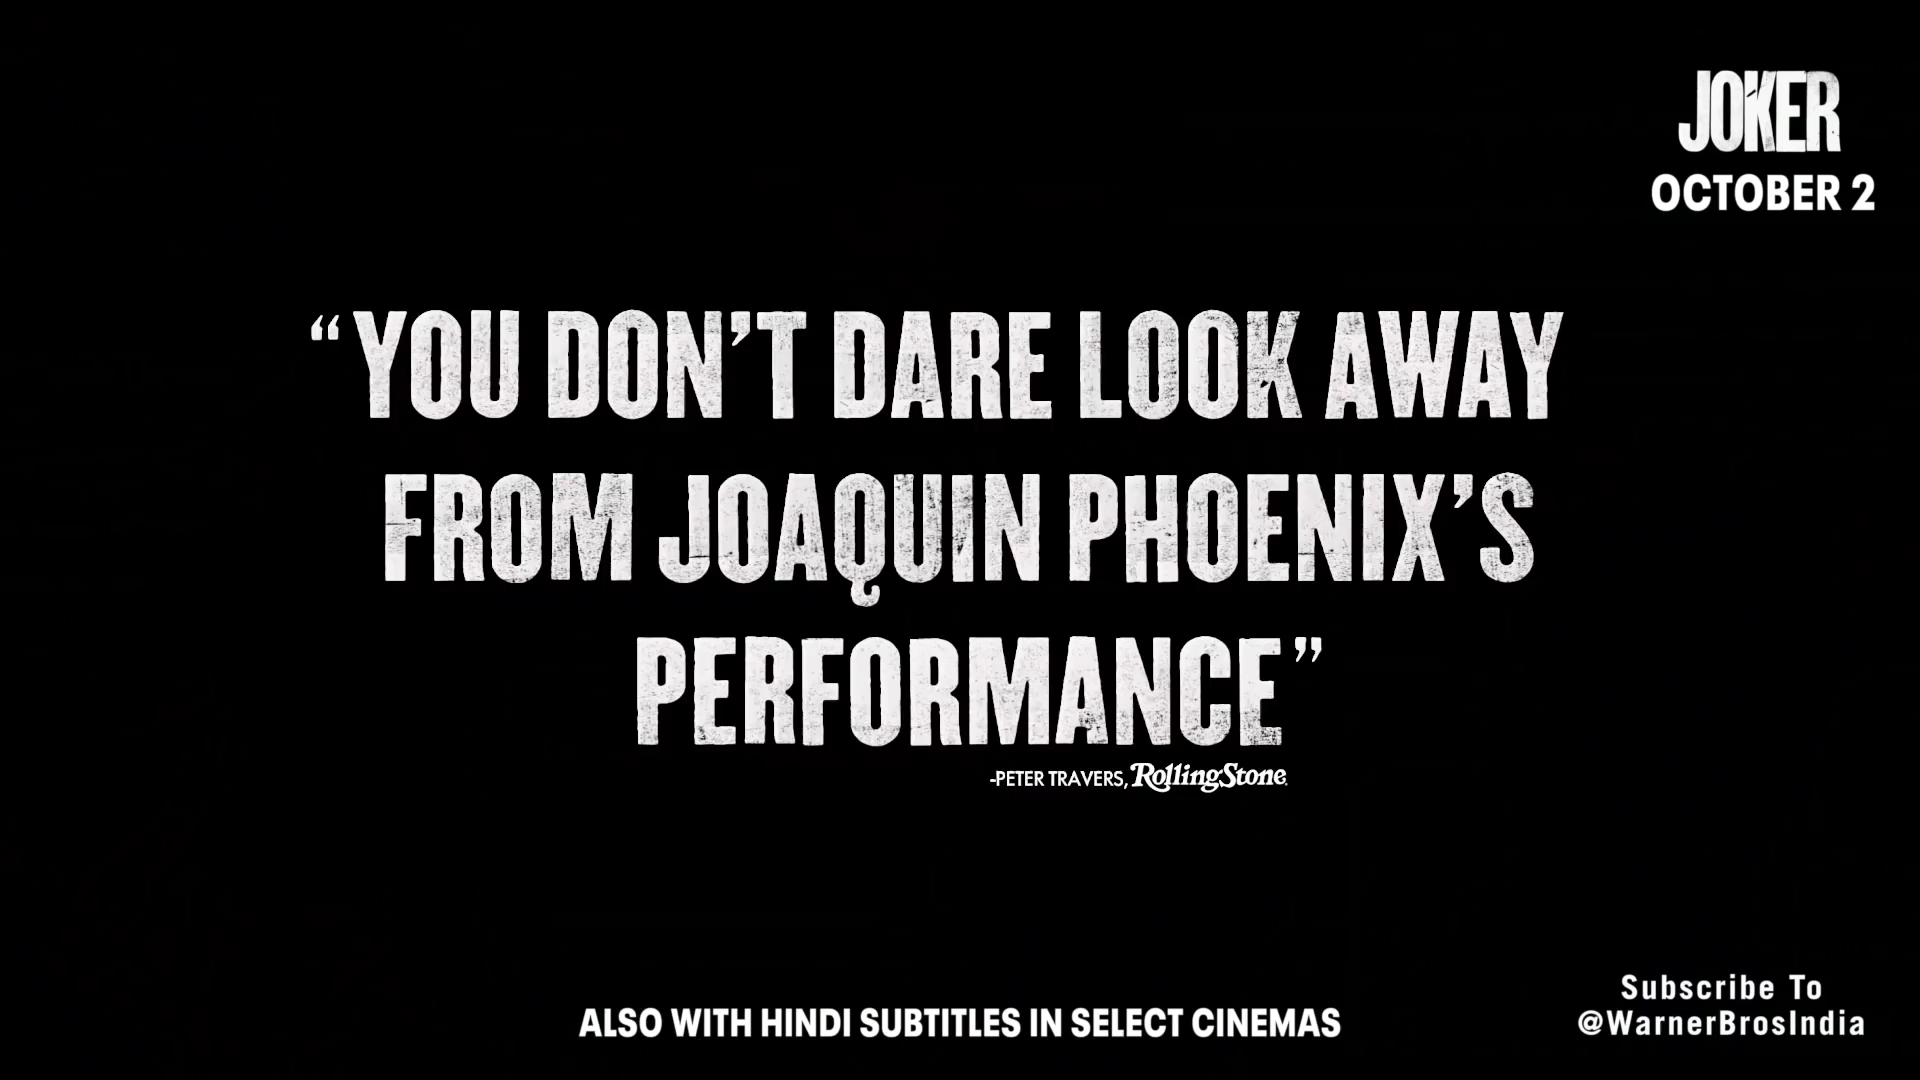 JOKER
OCTOBER 2
“YOU DON’T DARE LOOK AWAY
FROM JOAQUIN PHOENIX’S
PERFORMANCE”
-PETER TRAVERS, RollingStone
ALSO WITH HINDI SUBTITLES IN SELECT CINEMAS
Subscribe To
@WarnerBrosIndia